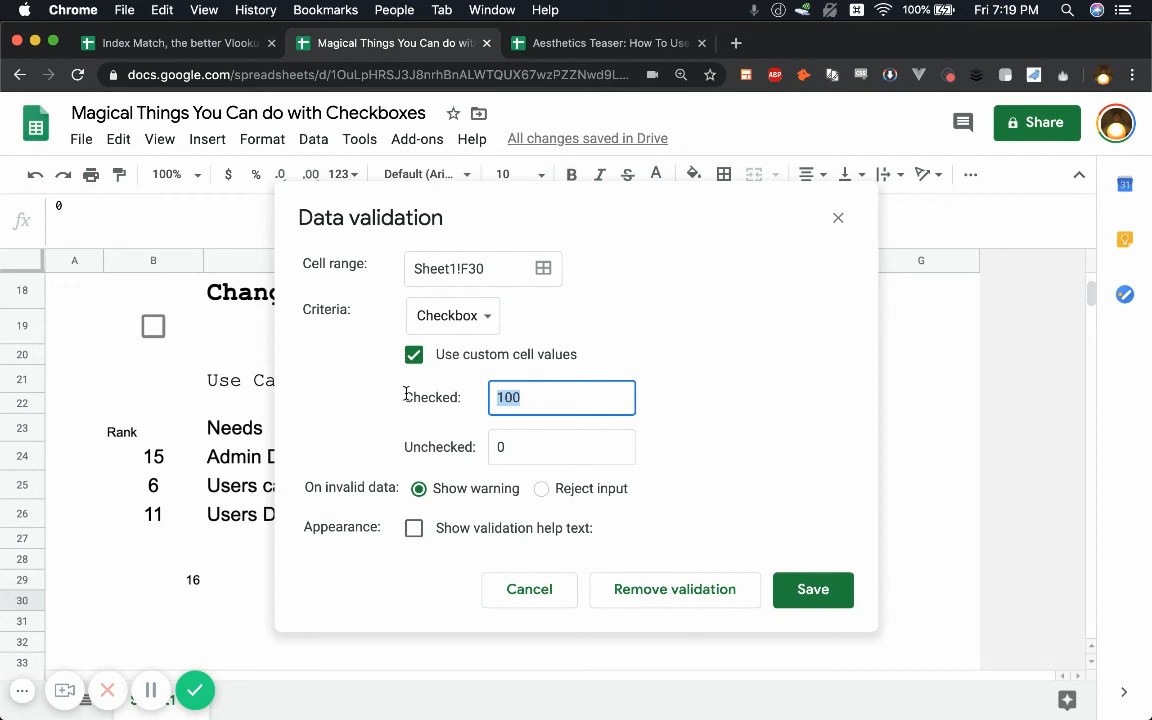 Chrome File Edit View History Bookmarks People Tab Window Help 100% Fri 7:19 PM
Index Match, the better Vlooku Magical Things You Can do wit Aesthetics Teaser: How To Use
docs.google.com/spreadsheets/d/1OuLpHRSJ3J8nrhBnALWTQUX67wzPZZNwd9L... ABP
Magical Things You Can do with Checkboxes
Share
File Edit View Insert Format Data Tools Add-ons Help All changes saved in Drive
100% $ % .0 .00 123 Default (Ari... 10 B I S A
fx 0
31
Data validation
Cell range: Sheet1!F30
Criteria: Checkbox
Use custom cell values
Checked: 100
Unchecked: 0
On invalid data: Show warning Reject input
Appearance: Show validation help text:
Cancel Remove validation Save
A B G
18 Chang
19
20
21 Use Ca
22
23 Rank Needs
24 15 Admin D
25 6 Users ca
26 11 Users D
27
28
29 16
30
31
32
33